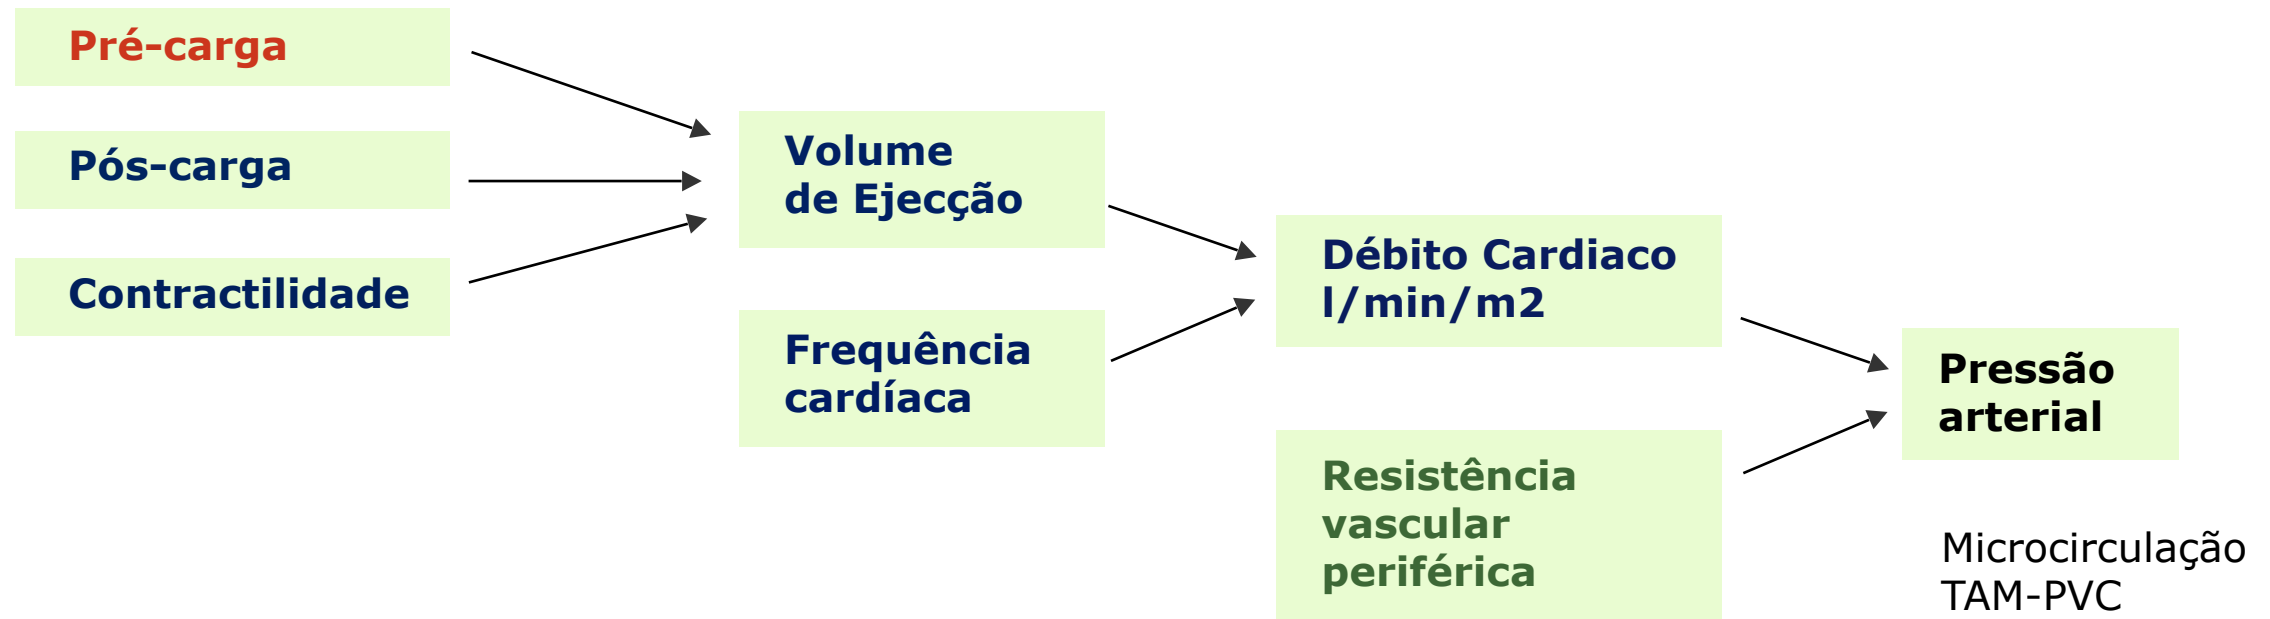 Pré-carga
Pós-carga
Contractilidade
Volume
de Ejecção
Frequência
cardíaca
Débito Cardiaco
l/min/m2
Resistência
vascular
periférica
Pressão
arterial
Microcirculação
TAM-PVC